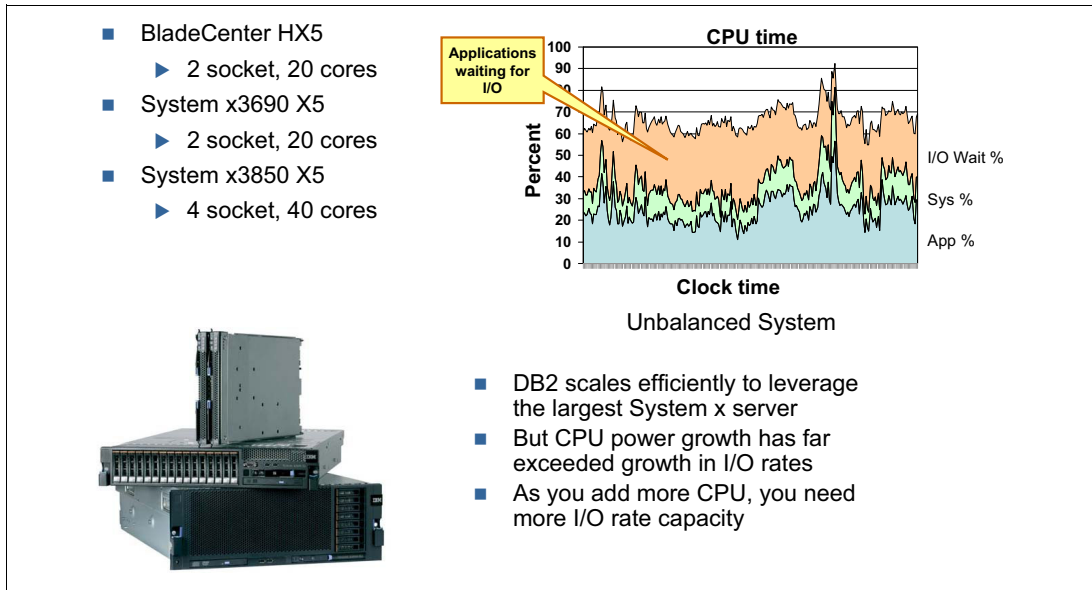 BladeCenter HX5
2 socket, 20 cores
System x3690 X5
2 socket, 20 cores
System x3850 X5
4 socket, 40 cores
Applications
waiting for
I/O
CPU time
Percent
100
90
80
70
60
50
40
30
20
10
0
I/O Wait %
Sys %
App %
Clock time
Unbalanced System
DB2 scales efficiently to leverage
the largest System x server
But CPU power growth has far
exceeded growth in I/O rates
As you add more CPU, you need
more I/O rate capacity